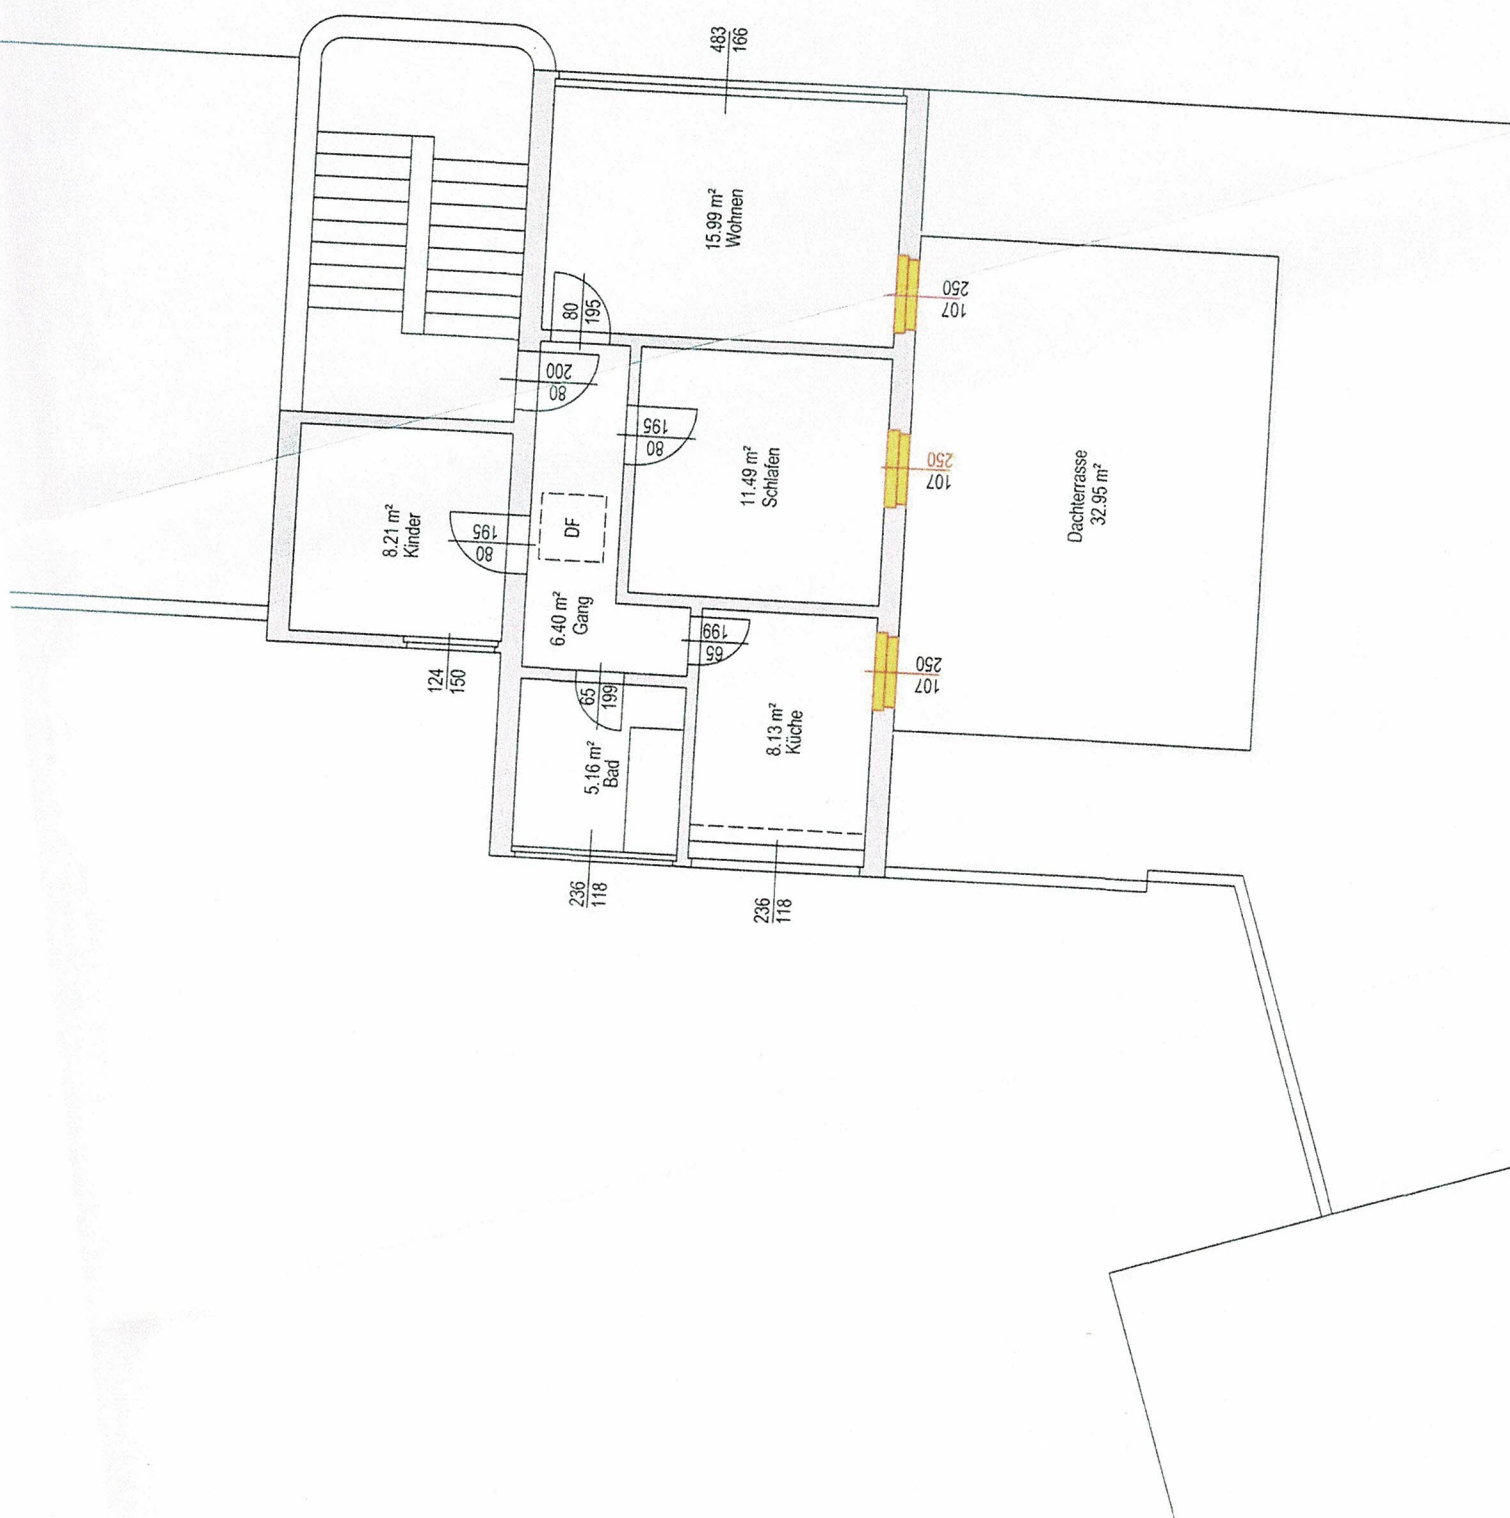 483
166
15.99 m²
Wohnen
80
195
200
80
195
80
250
107
11.49 m²
Schlafen
250
107
Dachterrasse
32.95 m²
8.21 m²
Kinder
195
80
DF
6.40 m²
Gang
199
65
250
107
124
150
65
199
5.16 m²
Bad
8.13 m²
Küche
236
118
236
118